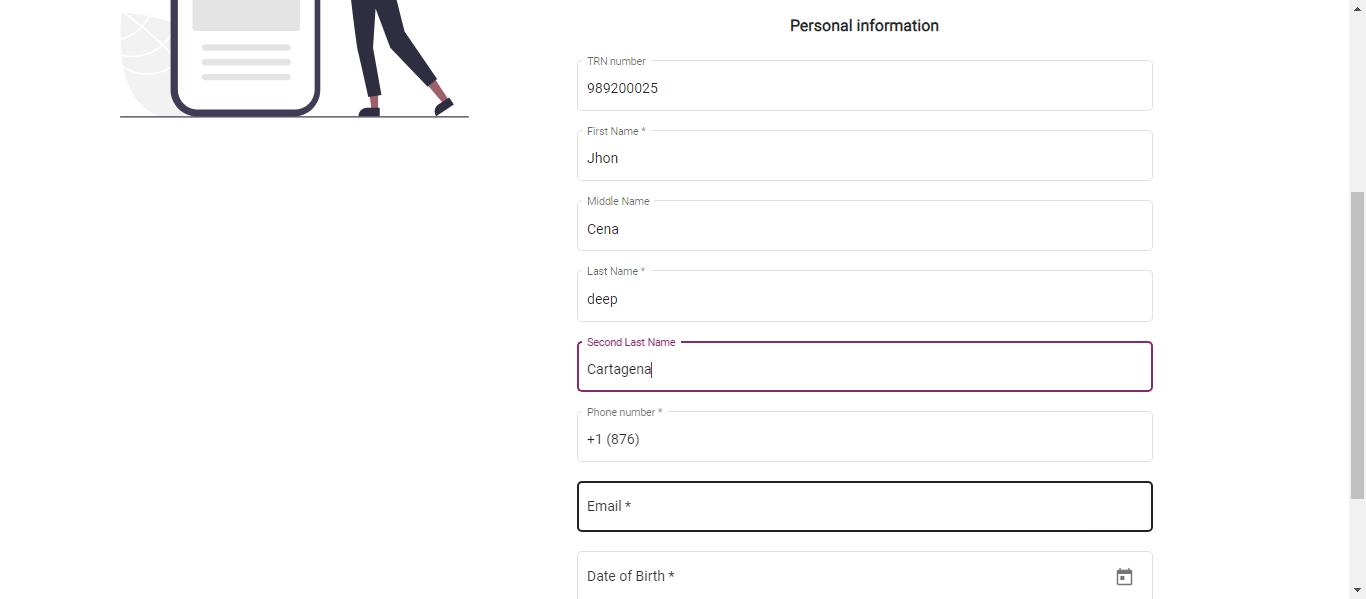 Personal information
TRN number
989200025
First Name *
Jhon
Middle Name
Cena
Last Name *
deep
Second Last Name
Cartagena
Phone number *
+1 (876)
Email *
Date of Birth *